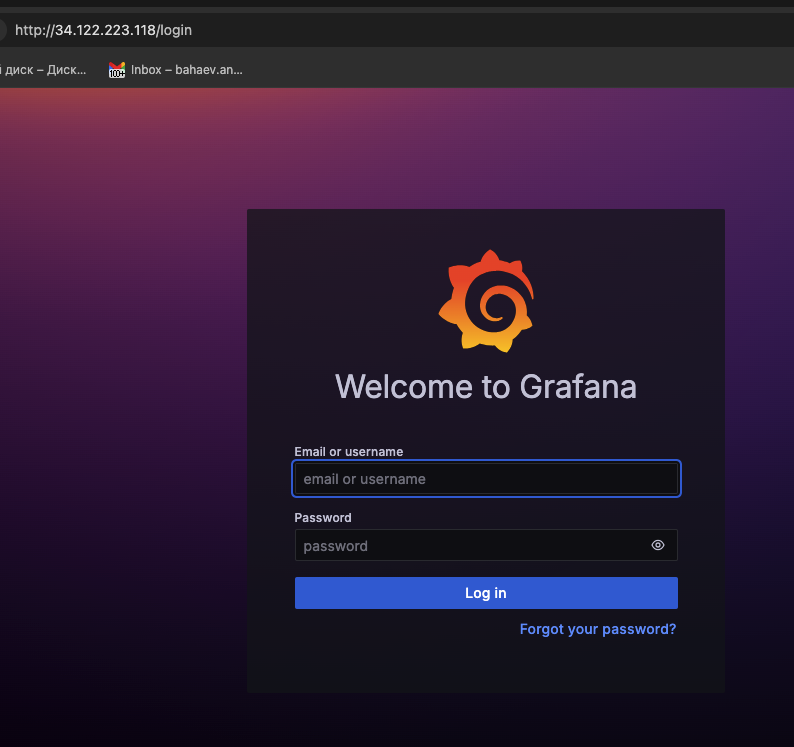 http://34.122.223.118/login
й диск – Диск...
100+ Inbox – bahaev.an...
Welcome to Grafana
Email or username
email or username
Password
password
Log in
Forgot your password?